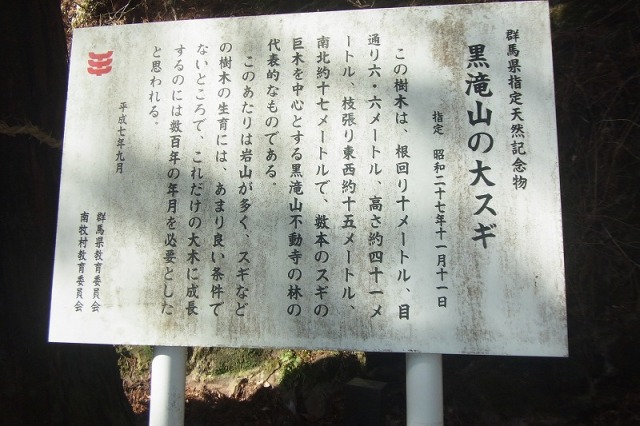 群馬県指定天然記念物
黒滝山の大スギ
指定 昭和二十七年十一月十一日
この樹木は、根回り十メートル、目
通り六・六メートル、高さ約四十一メ
ートル、枝張り東西約十五メートル、
南北約十七メートルで、数本のスギの
巨木を中心とする黒滝山不動寺の林の
代表的なものである。
このあたりは岩山が多く、スギなど
の樹木の生育には、あまり良い条件で
ないところで、これだけの大木に成長
するのには数百年の年月を必要とした
と思われる。
平成七年九月
群馬県教育委員会
南牧村教育委員会